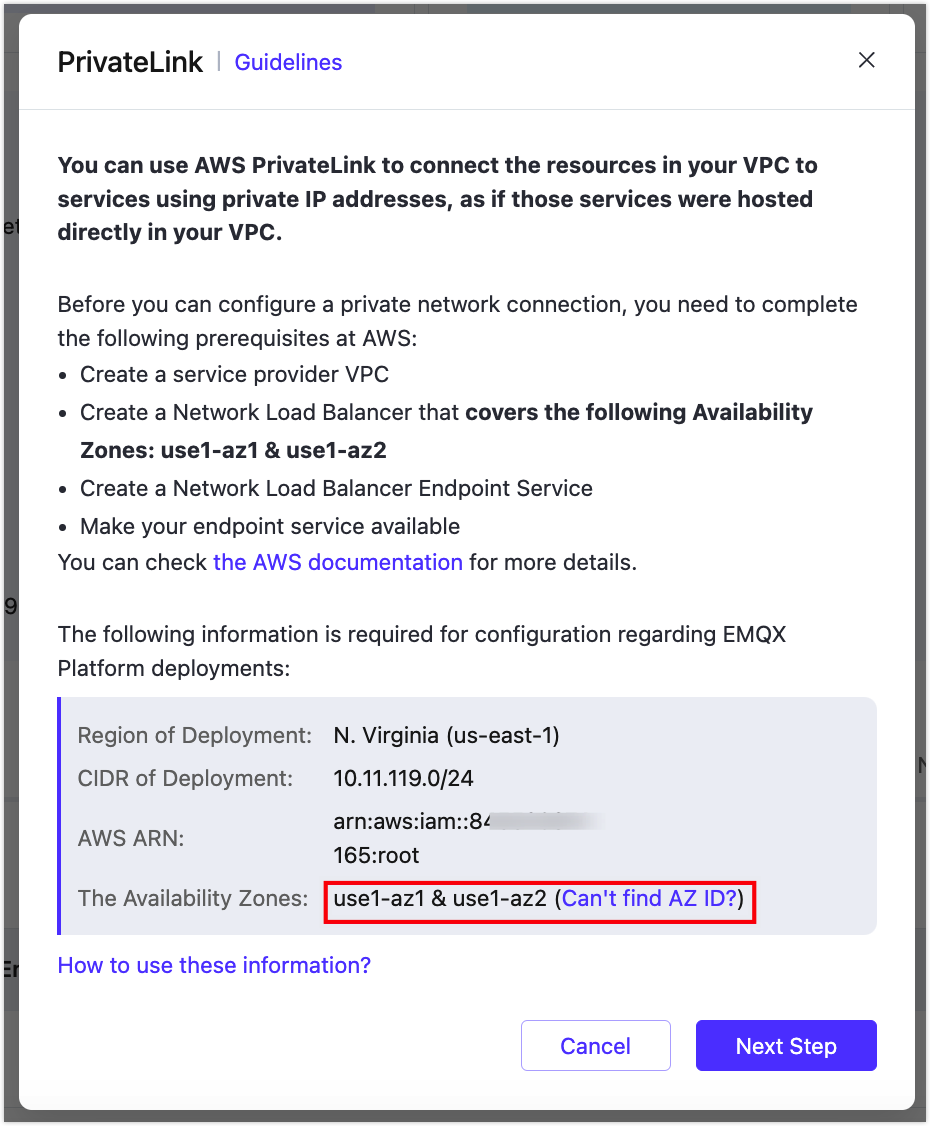 PrivateLink | Guidelines
You can use AWS PrivateLink to connect the resources in your VPC to
services using private IP addresses, as if those services were hosted
directly in your VPC.
Before you can configure a private network connection, you need to complete
the following prerequisites at AWS:
• Create a service provider VPC
• Create a Network Load Balancer that covers the following Availability
Zones: use1-az1 & use1-az2
• Create a Network Load Balancer Endpoint Service
• Make your endpoint service available
You can check the AWS documentation for more details.
The following information is required for configuration regarding EMQX
Platform deployments:
Region of Deployment: N. Virginia (us-east-1)
CIDR of Deployment: 10.11.119.0/24
AWS ARN: arn:aws:iam::84
165:root
The Availability Zones: use1-az1 & use1-az2 (Can't find AZ ID?)
How to use these information?
Cancel Next Step